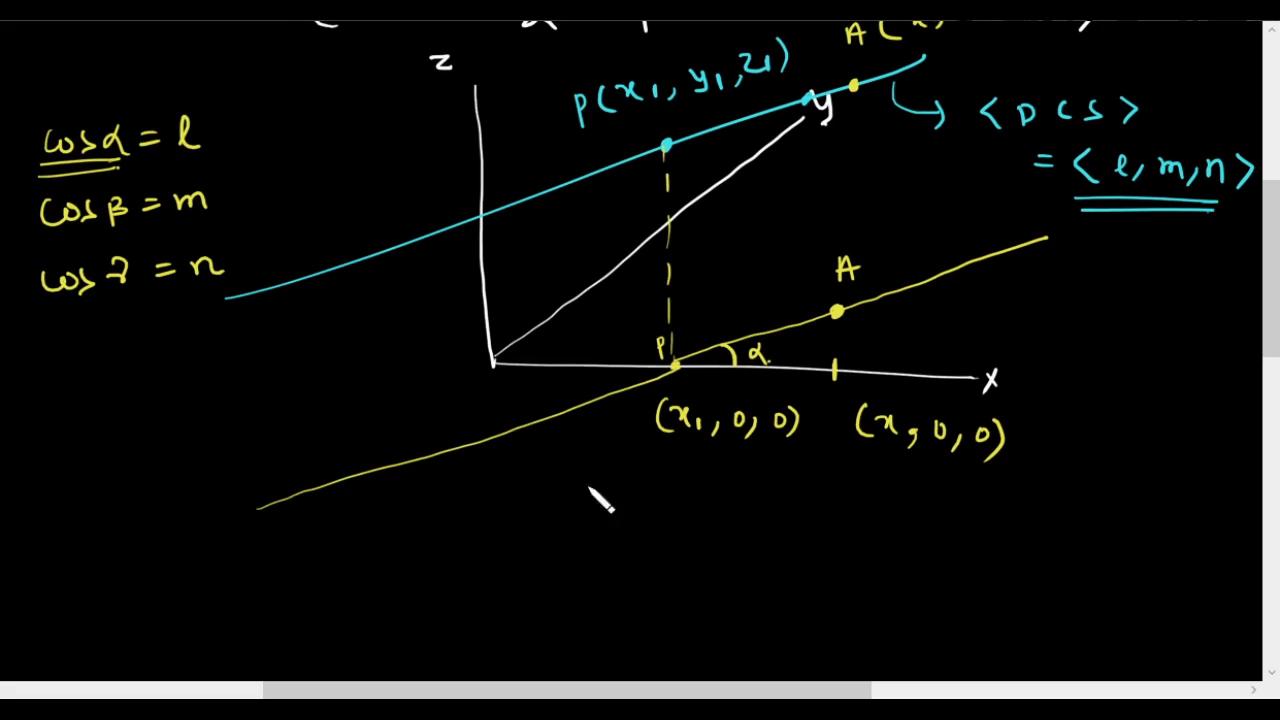 A(x,
z
P(x1, y1, z1)
y
<DCS>
cosα = l
= <l, m, n>
cosβ = m
cosγ = n
A
P
α
x
(x1, 0, 0)
(x, 0, 0)